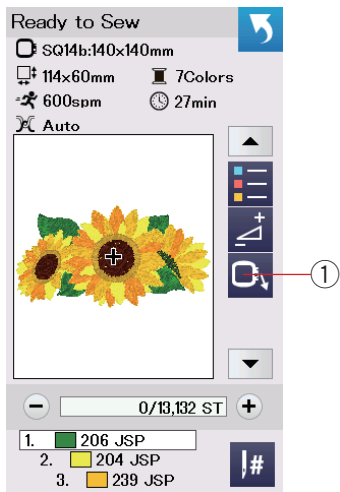 Ready to Sew
SQ14b:140x140mm
114x60mm 7Colors
600spm 27min
Auto
1
0/13,132 ST
1. 206 JSP
2. 204 JSP
3. 239 JSP
#